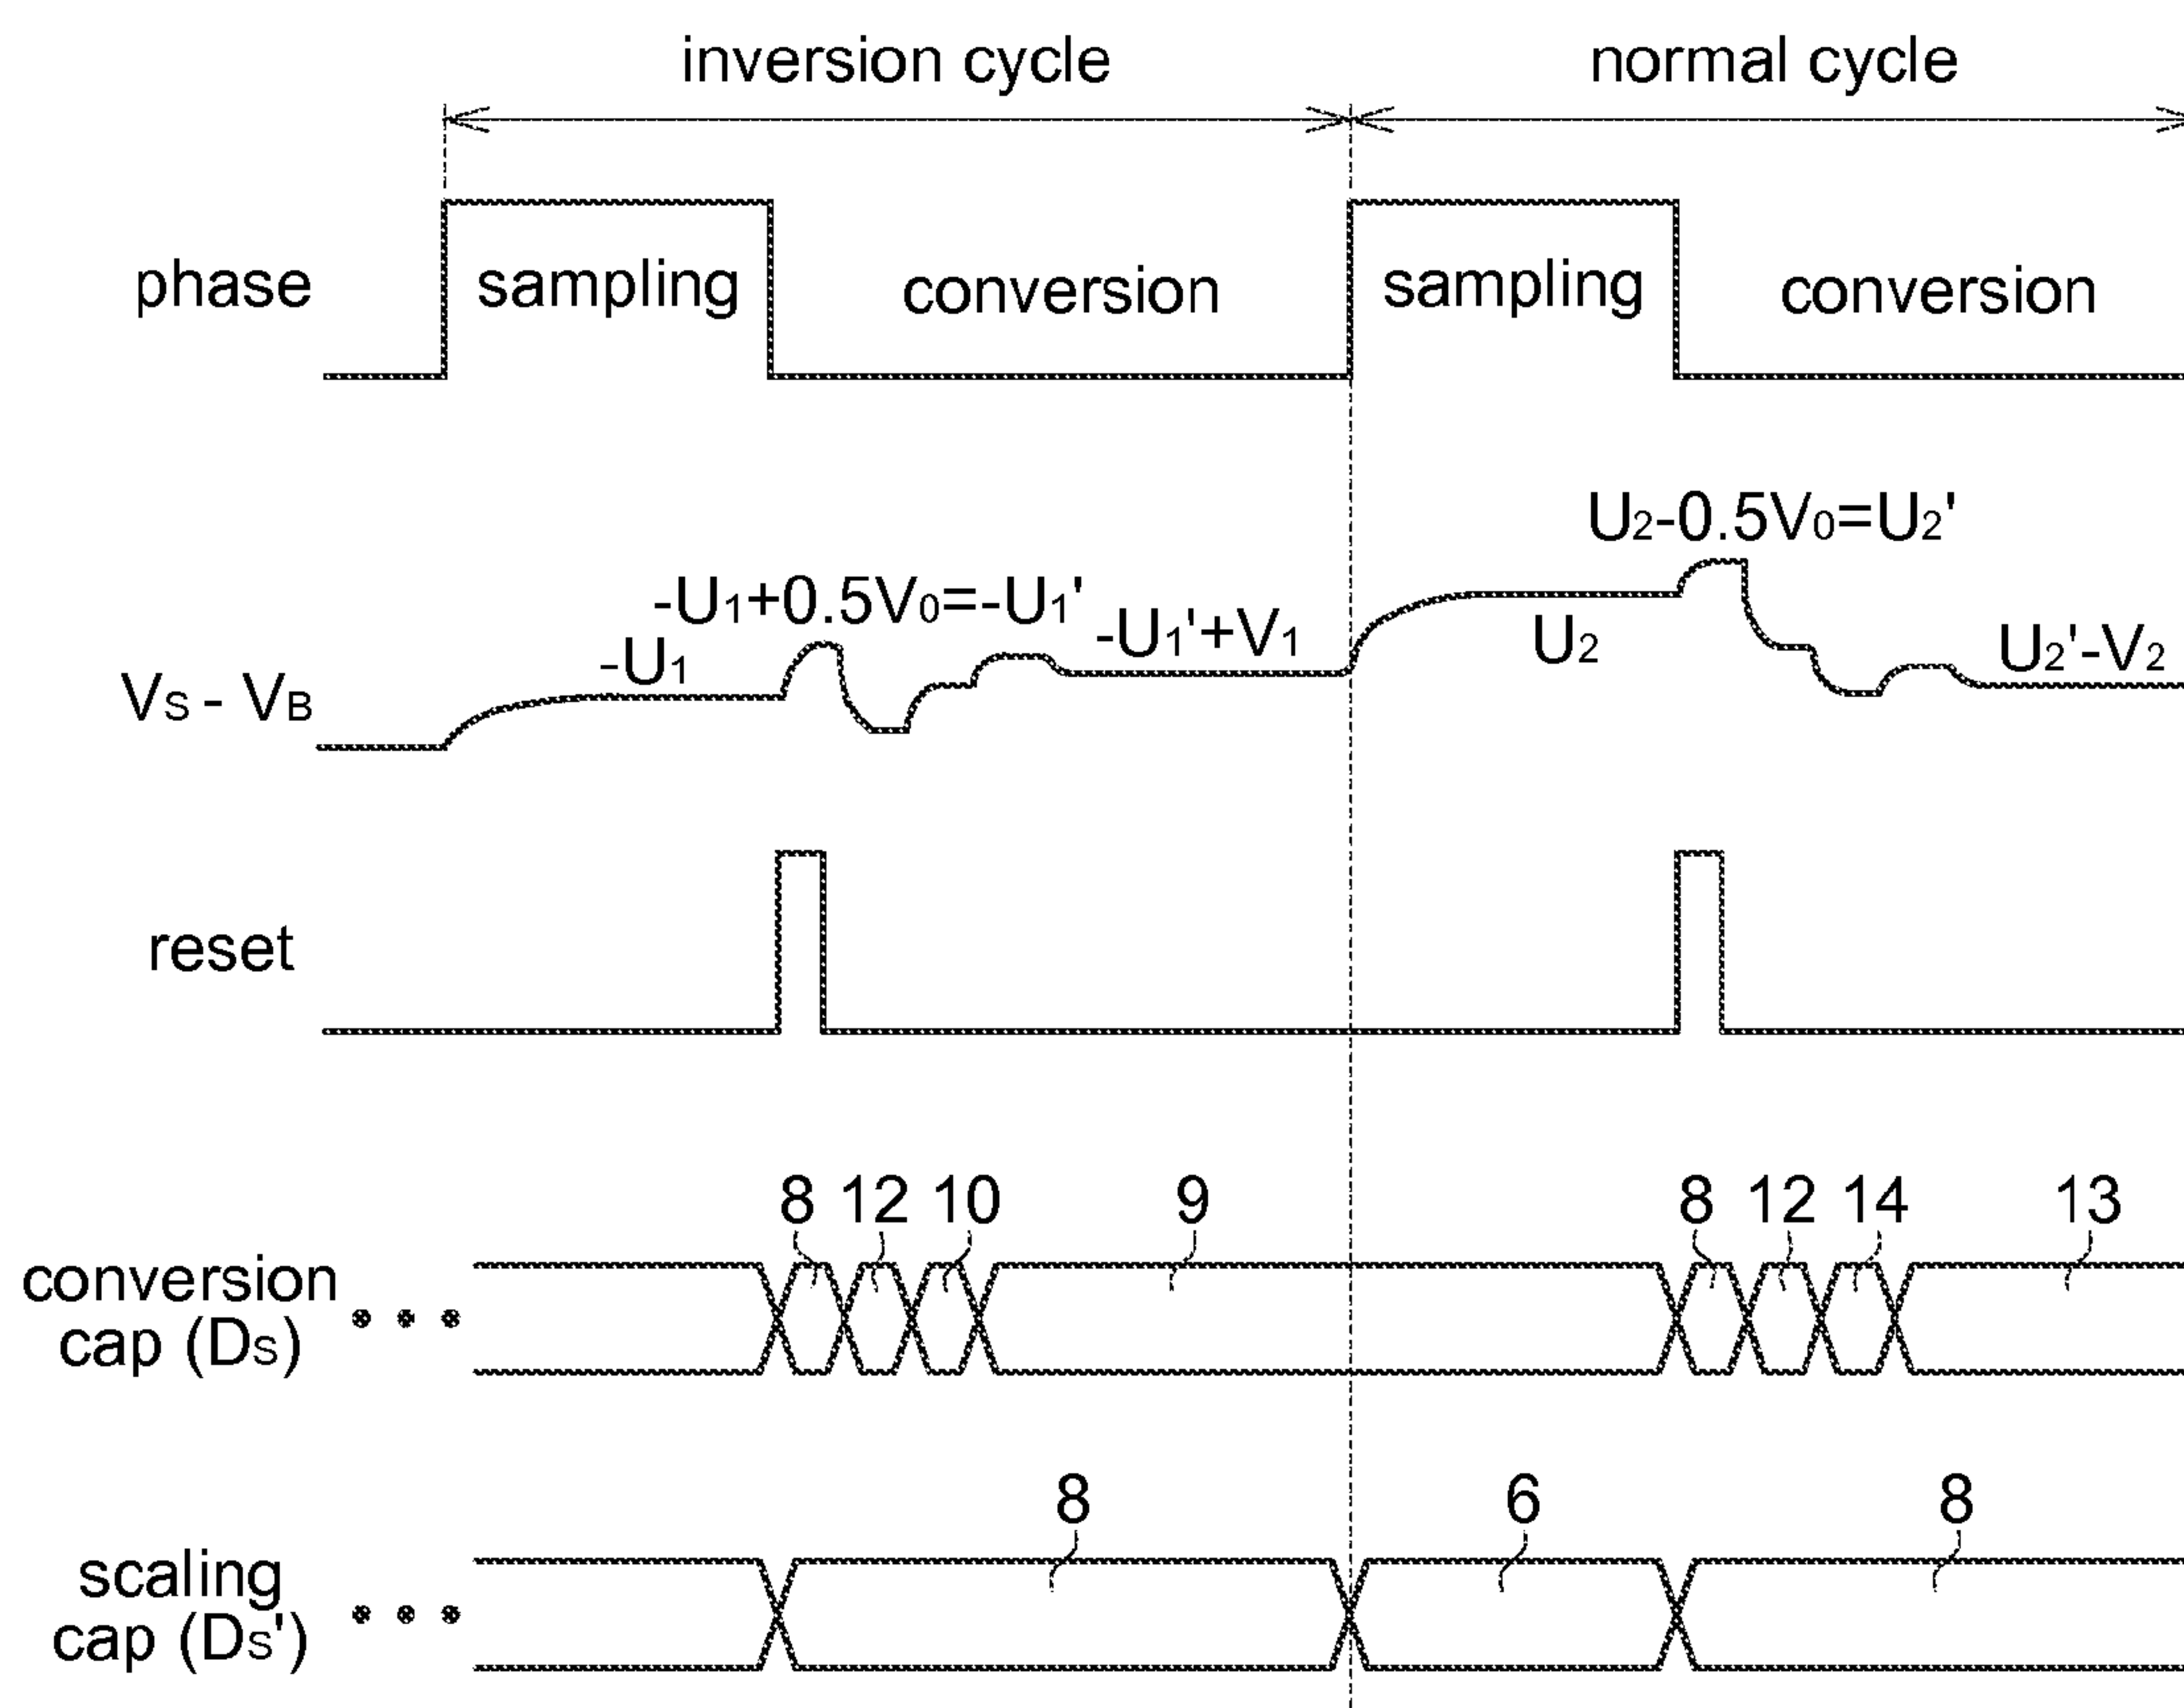 inversion cycle normal cycle
phase sampling conversion sampling conversion
U2-0.5V0=U2'
-U1+0.5V0=-U1'
-U1 -U1'+V1 U2 U2'-V2
VS - VB
reset
8 12 10 9 8 12 14 13
conversion
cap (DS)
8 6 8
scaling
cap (DS')